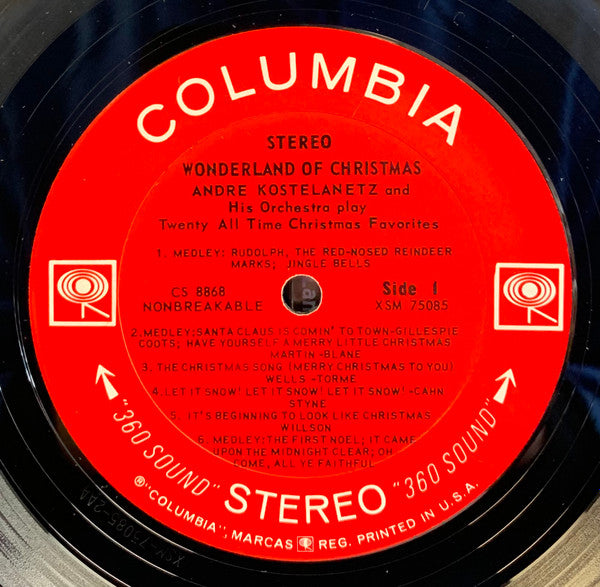 COLUMBIA
STEREO
WONDERLAND OF CHRISTMAS
ANDRE KOSTELANETZ and
His Orchestra play
Twenty All Time Christmas Favorites
1. MEDLEY: RUDOLPH, THE RED-NOSED REINDEER
MARKS; JINGLE BELLS
CS 8868
NONBREAKABLE
Side 1
XSM 75085
2. MEDLEY: SANTA CLAUS IS COMIN' TO TOWN-GILLESPIE
COOTS; HAVE YOURSELF A MERRY LITTLE CHRISTMAS
MARTIN-BLANE
3. THE CHRISTMAS SONG (MERRY CHRISTMAS TO YOU)
WELLS-TORME
4. LET IT SNOW! LET IT SNOW! LET IT SNOW!-CAHN
STYNE
5. IT'S BEGINNING TO LOOK LIKE CHRISTMAS
WILLSON
6. MEDLEY: THE FIRST NOEL; IT CAME
UPON THE MIDNIGHT CLEAR; OH
COME, ALL YE FAITHFUL
"360 SOUND" STEREO "360 SOUND"
® "COLUMBIA", MARCAS REG. PRINTED IN U.S.A.